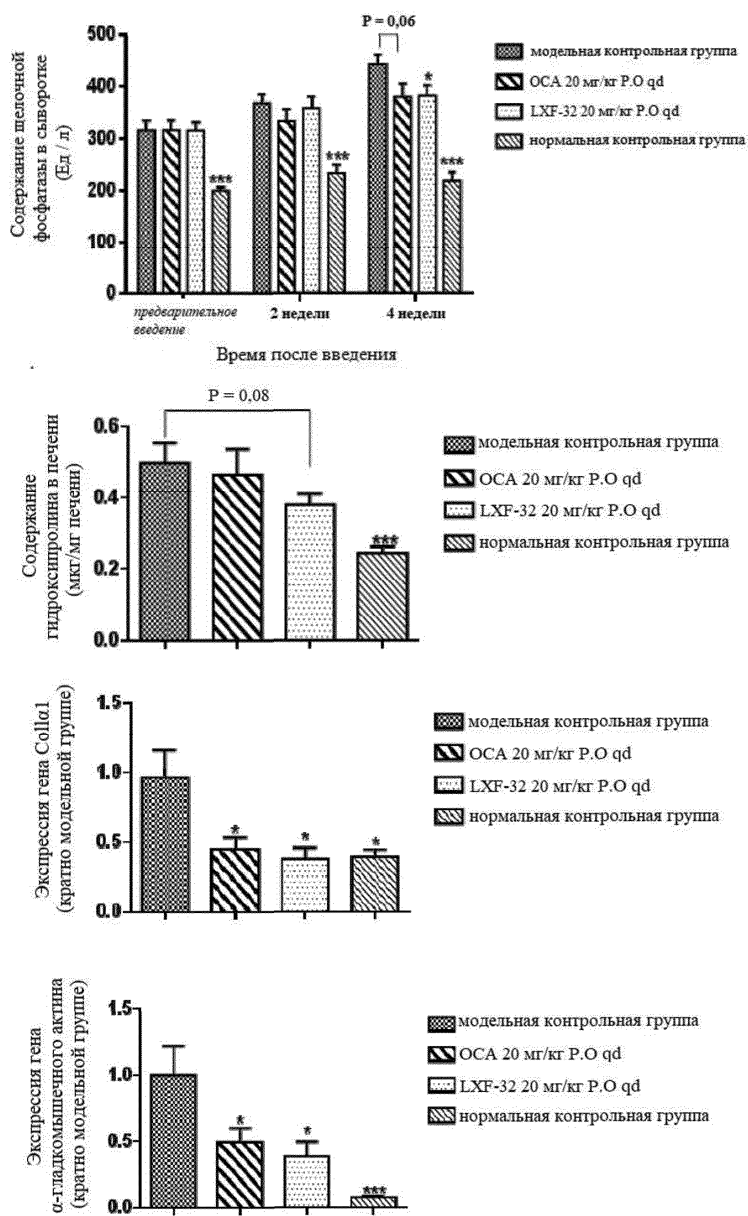 P = 0,06
Содержание щелочной
фосфатазы в сыворотке
(Ед / л)
500
400
300
200
100
0
***
***
*
***
модельная контрольная группа
OCA 20 мг/кг P.O qd
LXF-32 20 мг/кг P.O qd
нормальная контрольная группа
предварительное
введение
2 недели
4 недели
Время после введения
P = 0,08
Содержание
гидроксипролина в печени
(мкг/мг печени)
0.6
0.4
0.2
0.0
***
модельная контрольная группа
OCA 20 мг/кг P.O qd
LXF-32 20 мг/кг P.O qd
нормальная контрольная группа
Экспрессия гена Col1α1
(кратно модельной группе)
1.5
1.0
0.5
0.0
*
*
*
модельная контрольная группа
OCA 20 мг/кг P.O qd
LXF-32 20 мг/кг P.O qd
нормальная контрольная группа
Экспрессия гена
α-гладкомышечного актина
(кратно модельной группе)
1.5
1.0
0.5
0.0
*
*
***
модельная контрольная группа
OCA 20 мг/кг P.O qd
LXF-32 20 мг/кг P.O qd
нормальная контрольная группа